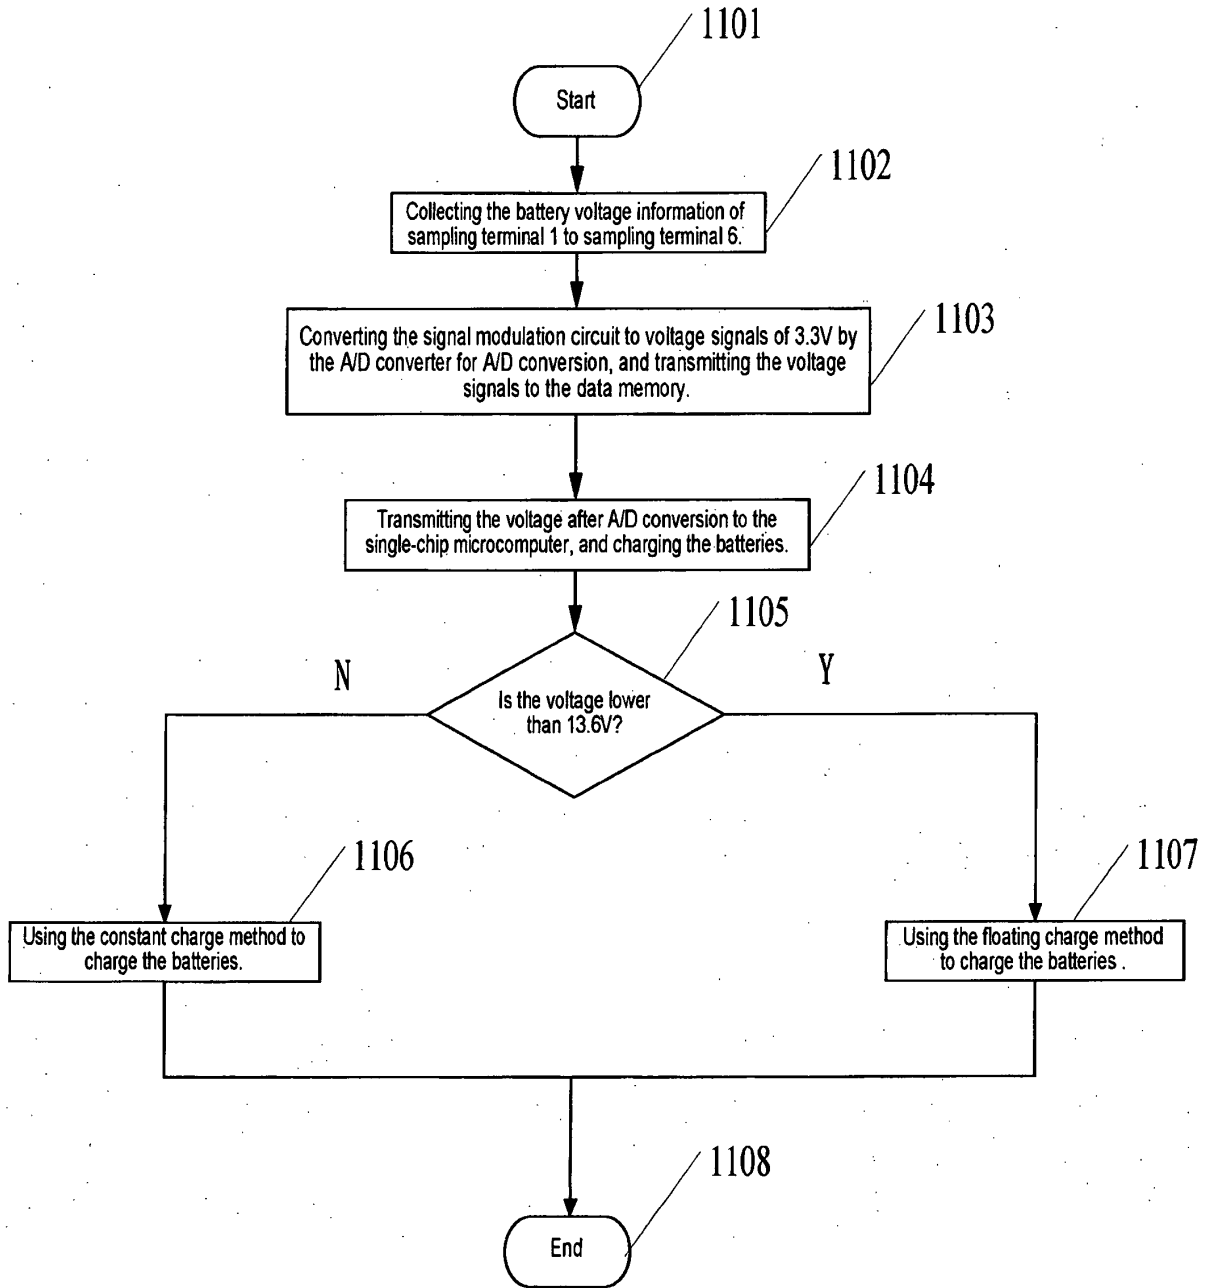 1101
Start
1102
Collecting the battery voltage information of
sampling terminal 1 to sampling terminal 6.
1103
Converting the signal modulation circuit to voltage signals of 3.3V by
the A/D converter for A/D conversion, and transmitting the voltage
signals to the data memory.
1104
Transmitting the voltage after A/D conversion to the
single-chip microcomputer, and charging the batteries.
1105
N
Y
Is the voltage lower
than 13.6V?
1106
1107
Using the constant charge method to
charge the batteries.
Using the floating charge method
to charge the batteries .
1108
End